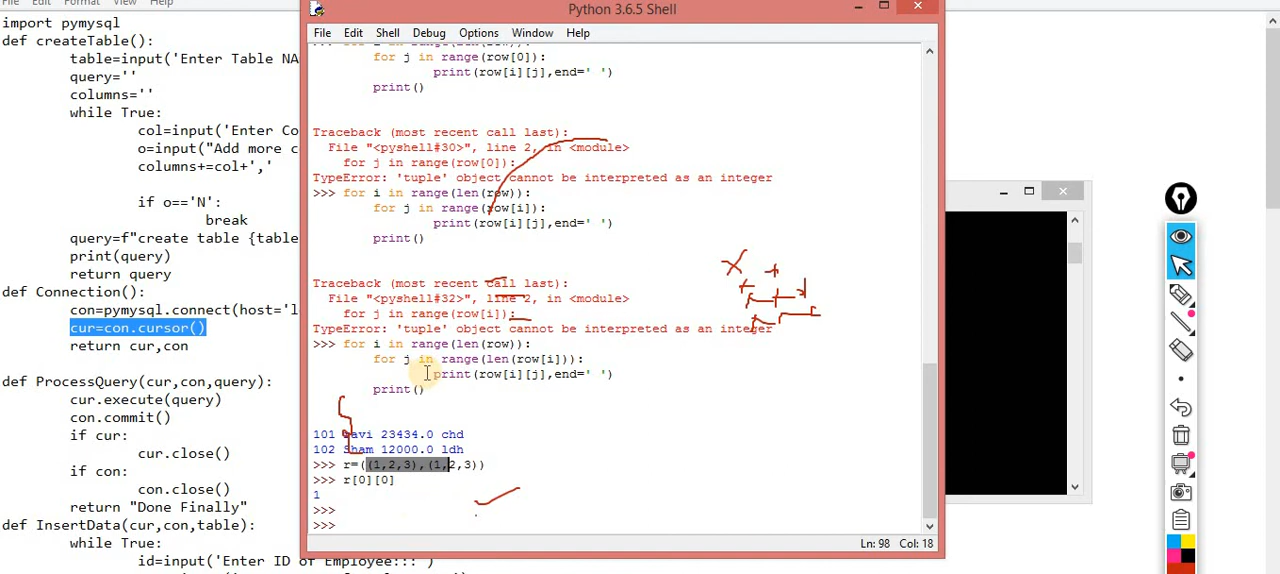 File Edit Format View Help
import pymysql
def createTable():
table=input('Enter Table NA
query=''
columns=''
while True:
col=input('Enter Co
o=input("Add more c
columns+=col+','
if o=='N':
break
query=f"create table {table
print(query)
return query
def Connection():
con=pymysql.connect(host='lo
cur=con.cursor()
return cur,con
def ProcessQuery(cur,con,query):
cur.execute(query)
con.commit()
if cur:
cur.close()
if con:
con.close()
return "Done Finally"
def InsertData(cur,con,table):
while True:
id=input('Enter ID of Employee::: ')
Python 3.6.5 Shell
File Edit Shell Debug Options Window Help
>>> for i in range(len(row)):
for j in range(row[0]):
print(row[i][j],end=' ')
print()
Traceback (most recent call last):
File "<pyshell#30>", line 2, in <module>
for j in range(row[0]):
TypeError: 'tuple' object cannot be interpreted as an integer
>>> for i in range(len(row)):
for j in range(row[i]):
print(row[i][j],end=' ')
print()
Traceback (most recent call last):
File "<pyshell#32>", line 2, in <module>
for j in range(row[i]):
TypeError: 'tuple' object cannot be interpreted as an integer
>>> for i in range(len(row)):
for j in range(len(row[i])):
print(row[i][j],end=' ')
print()
101 Ravi 23434.0 chd
102 Sham 12000.0 ldh
>>> r=((1,2,3),(1,2,3))
>>> r[0][0]
1
>>>
>>>
Ln: 98 Col: 18